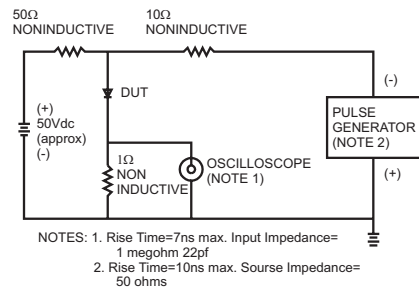 50Ω
NONINDUCTIVE
10Ω
NONINDUCTIVE
(+)
50Vdc
(approx)
(-)
DUT
1Ω
NON
INDUCTIVE
OSCILLOSCOPE
(NOTE 1)
(-)
PULSE
GENERATOR
(NOTE 2)
(+)
NOTES: 1. Rise Time=7ns max. Input Impedance=
1 megohm 22pf
2. Rise Time=10ns max. Sourse Impedance=
50 ohms